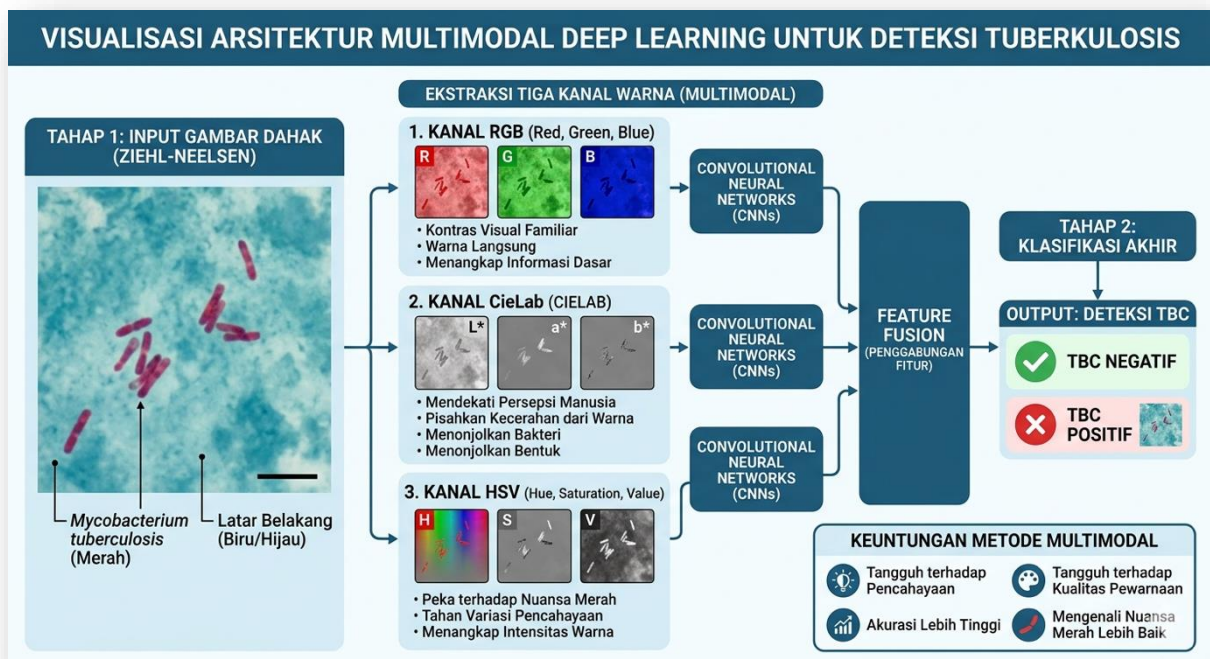 VISUALISASI ARSITEKTUR MULTIMODAL DEEP LEARNING UNTUK DETEKSI TUBERKULOSIS
TAHAP 1: INPUT GAMBAR DAHAK
(ZIEHL-NEELSEN)
Mycobacterium
tuberculosis
(Merah)
Latar Belakang
(Biru/Hijau)
EKSTRAKSI TIGA KANAL WARNA (MULTIMODAL)
1. KANAL RGB (Red, Green, Blue)
R
G
B
• Kontras Visual Familiar
• Warna Langsung
• Menangkap Informasi Dasar
2. KANAL CieLab (CIELAB)
L*
a*
b*
• Mendekati Persepsi Manusia
• Pisahkan Kecerahan dari Warna
• Menonjolkan Bakteri
• Menonjolkan Bentuk
3. KANAL HSV (Hue, Saturation, Value)
H
S
V
• Peka terhadap Nuansa Merah
• Tahan Variasi Pencahayaan
• Menangkap Intensitas Warna
CONVOLUTIONAL
NEURAL
NETWORKS
(CNNs)
CONVOLUTIONAL
NEURAL
NETWORKS
(CNNs)
CONVOLUTIONAL
NEURAL
NETWORKS
(CNNs)
FEATURE
FUSION
(PENGGABUNGAN
FITUR)
TAHAP 2:
KLASIFIKASI AKHIR
OUTPUT: DETEKSI TBC
TBC NEGATIF
TBC
POSITIF
KEUNTUNGAN METODE MULTIMODAL
Tangguh terhadap
Pencahayaan
Tangguh terhadap
Kualitas Pewarnaan
Akurasi Lebih Tinggi
Mengenali Nuansa
Merah Lebih Baik